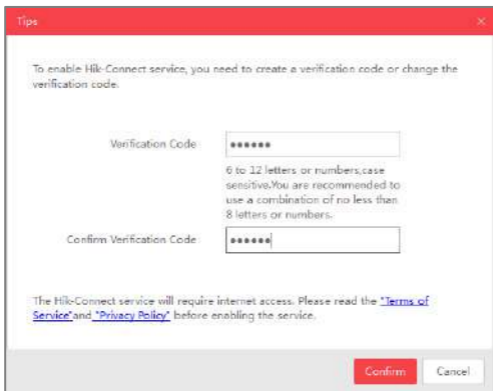 Tips
To enable Hik-Connect service, you need to create a verification code or change the
verification code.
Verification Code
6 to 12 letters or numbers,case
sensitive.You are recommended to
use a combination of no less than
8 letters or numbers.
Confirm Verification Code
The Hik-Connect service will require internet access. Please read the "Terms of
Service"and "Privacy Policy" before enabling the service.
Confirm
Cancel